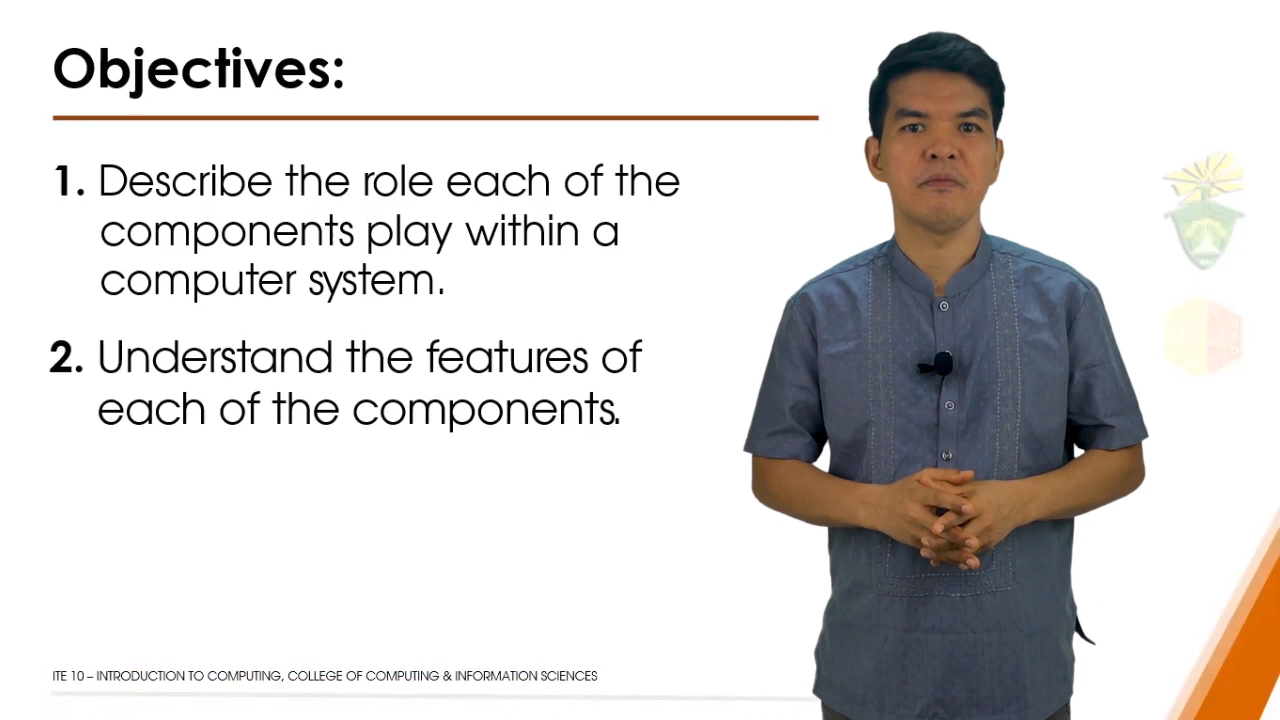 Objectives:
1. Describe the role each of the
components play within a
computer system.
2. Understand the features of
each of the components.
ITE 10 – INTRODUCTION TO COMPUTING, COLLEGE OF COMPUTING & INFORMATION SCIENCES